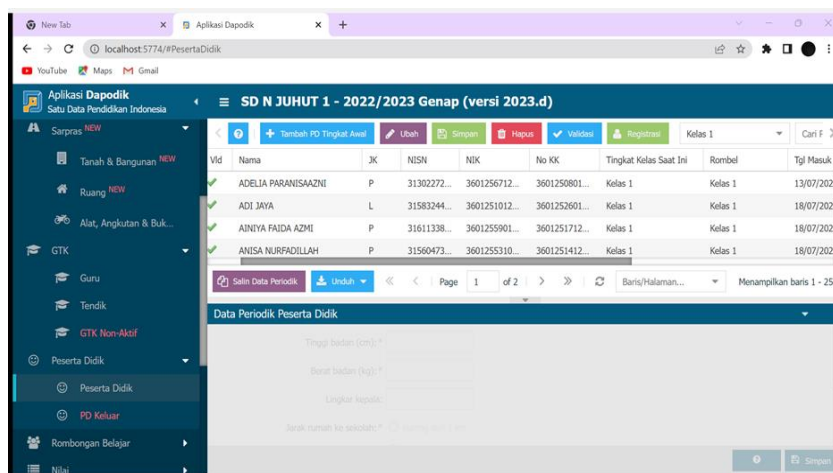 New Tab
Aplikasi Dapodik
localhost:5774/#PesertaDidik
YouTube Maps Gmail
Aplikasi Dapodik
Satu Data Pendidikan Indonesia
SD N JUHUT 1 - 2022/2023 Genap (versi 2023.d)
Sarpras NEW
Tanah & Bangunan NEW
Ruang NEW
Alat, Angkutan & Buk...
GTK
Guru
Tendik
GTK Non-Aktif
Peserta Didik
Peserta Didik
PD Keluar
Rombongan Belajar
Nilai
Tambah PD Tingkat Awal Ubah Simpan Hapus Validasi Registrasi Kelas 1 Cari F
Vld Nama JK NISN NIK No KK Tingkat Kelas Saat Ini Rombel Tgl Masuk
ADELIA PARANISAAZNI P 31302272... 3601256712... 3601250801... Kelas 1 Kelas 1 13/07/202
ADI JAYA L 31583244... 3601251012... 3601252601... Kelas 1 Kelas 1 18/07/202
AINIYA FAIDA AZMI P 31611338... 3601255901... 3601251712... Kelas 1 Kelas 1 18/07/202
ANISA NURFADILLAH P 31560473... 3601255310... 3601251412... Kelas 1 Kelas 1 18/07/202
Salin Data Periodik Unduh Page 1 of 2 Baris/Halaman... Menampilkan baris 1 - 25
Data Periodik Peserta Didik
Tinggi badan (cm): *
Berat badan (kg): *
Lingkar kepala:
Jarak rumah ke sekolah: *
Simpan